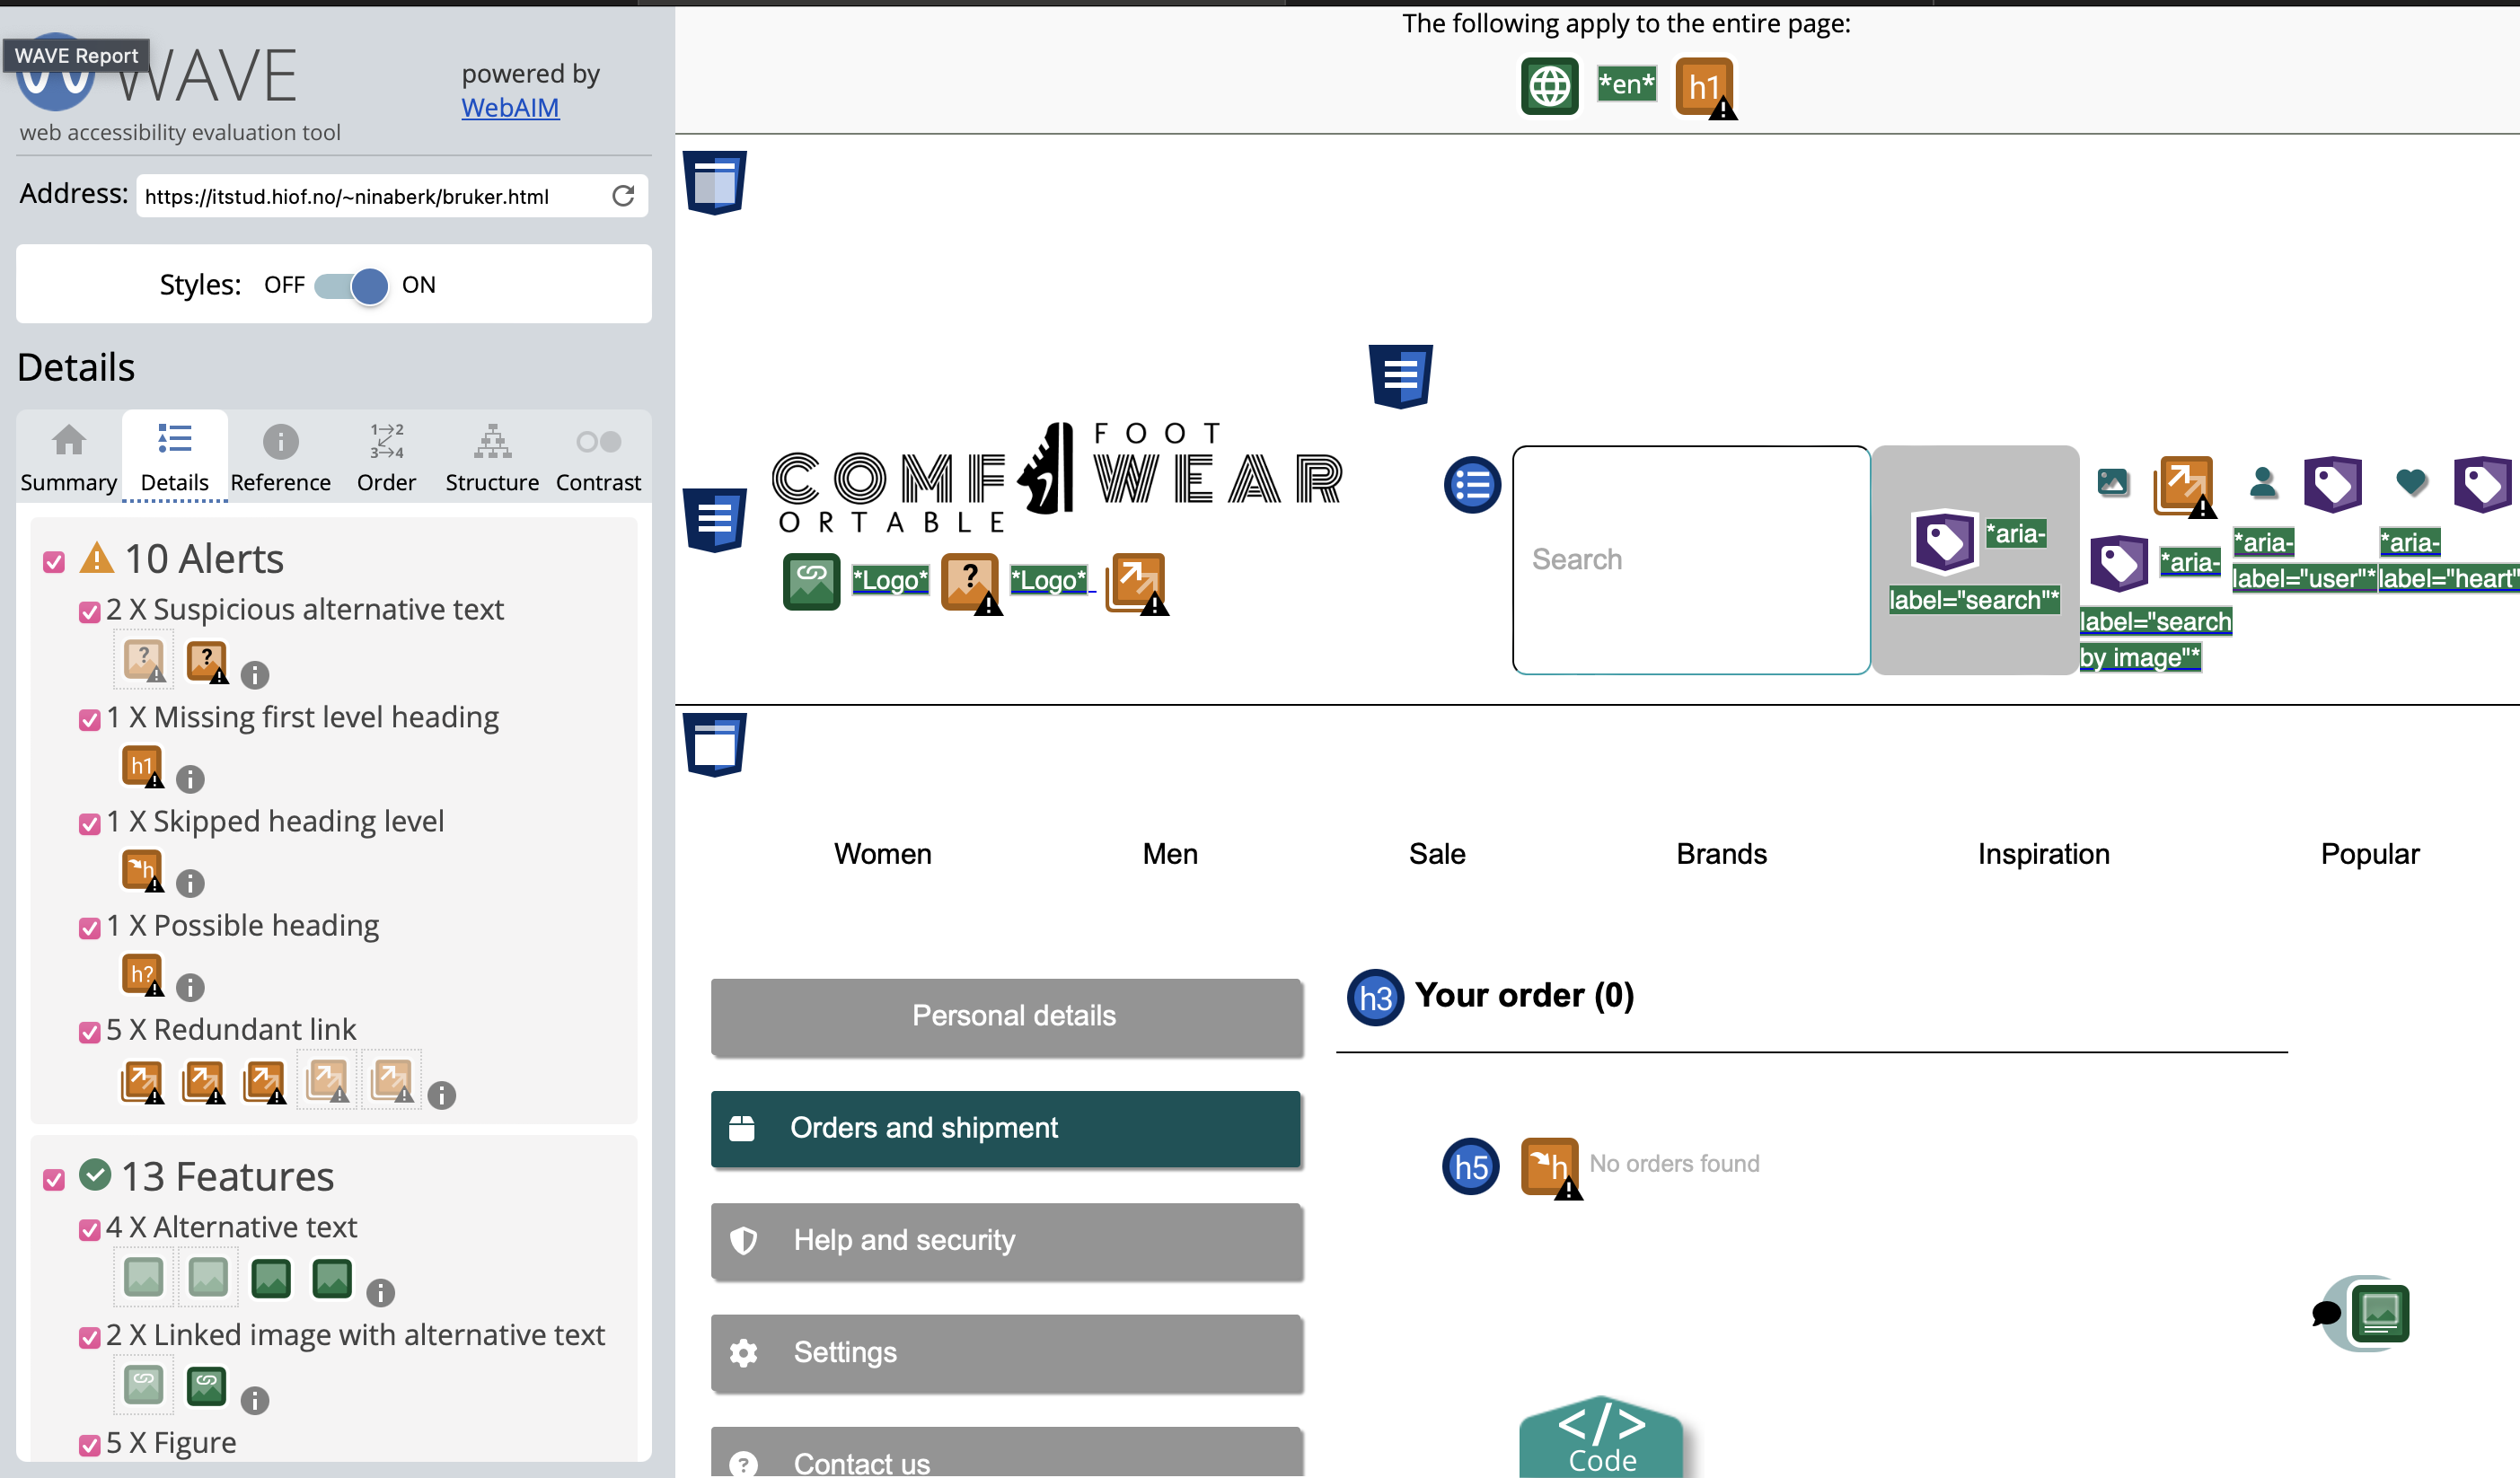 WAVE Report
WAVE
web accessibility evaluation tool
powered by
WebAIM
Address: https://itstud.hiof.no/~ninaberk/bruker.html
Styles: OFF ON
Details
Summary Details Reference Order Structure Contrast
1 2
3 4
10 Alerts
2 X Suspicious alternative text
? ? i
1 X Missing first level heading
h1 i
1 X Skipped heading level
h i
1 X Possible heading
h? i
5 X Redundant link
i
13 Features
4 X Alternative text
i
2 X Linked image with alternative text
i
5 X Figure
The following apply to the entire page:
*en* h1
COMF FOOT
WEAR
ORTABLE
*Logo* ? *Logo*
Search
*aria-
label="search"*
*aria-
label="search
by image"*
*aria-
label="user"*
*aria-
label="heart"
Women Men Sale Brands Inspiration Popular
Personal details
Orders and shipment
Help and security
Settings
? Contact us
h3 Your order (0)
h5 h No orders found
</>
Code